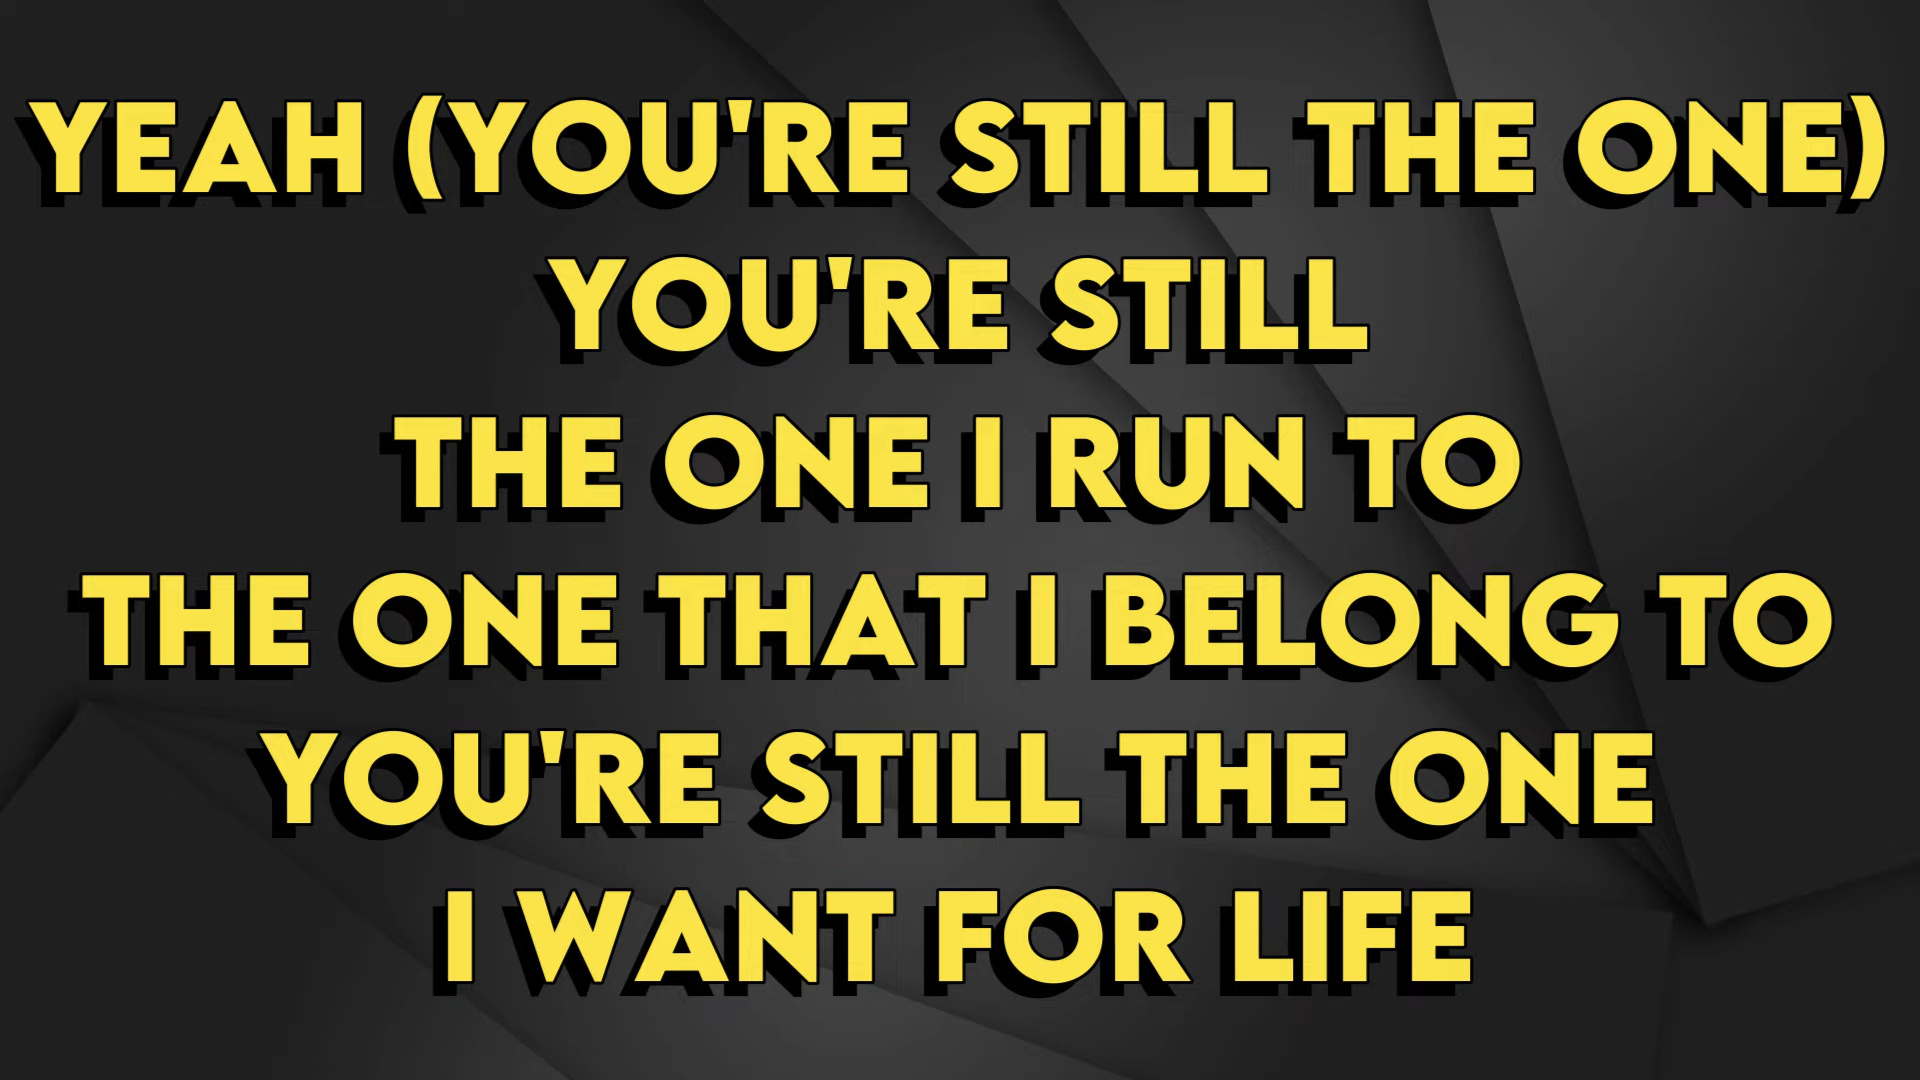 YEAH (YOU'RE STILL THE ONE)
YOU'RE STILL
THE ONE I RUN TO
THE ONE THAT I BELONG TO
YOU'RE STILL THE ONE
I WANT FOR LIFE